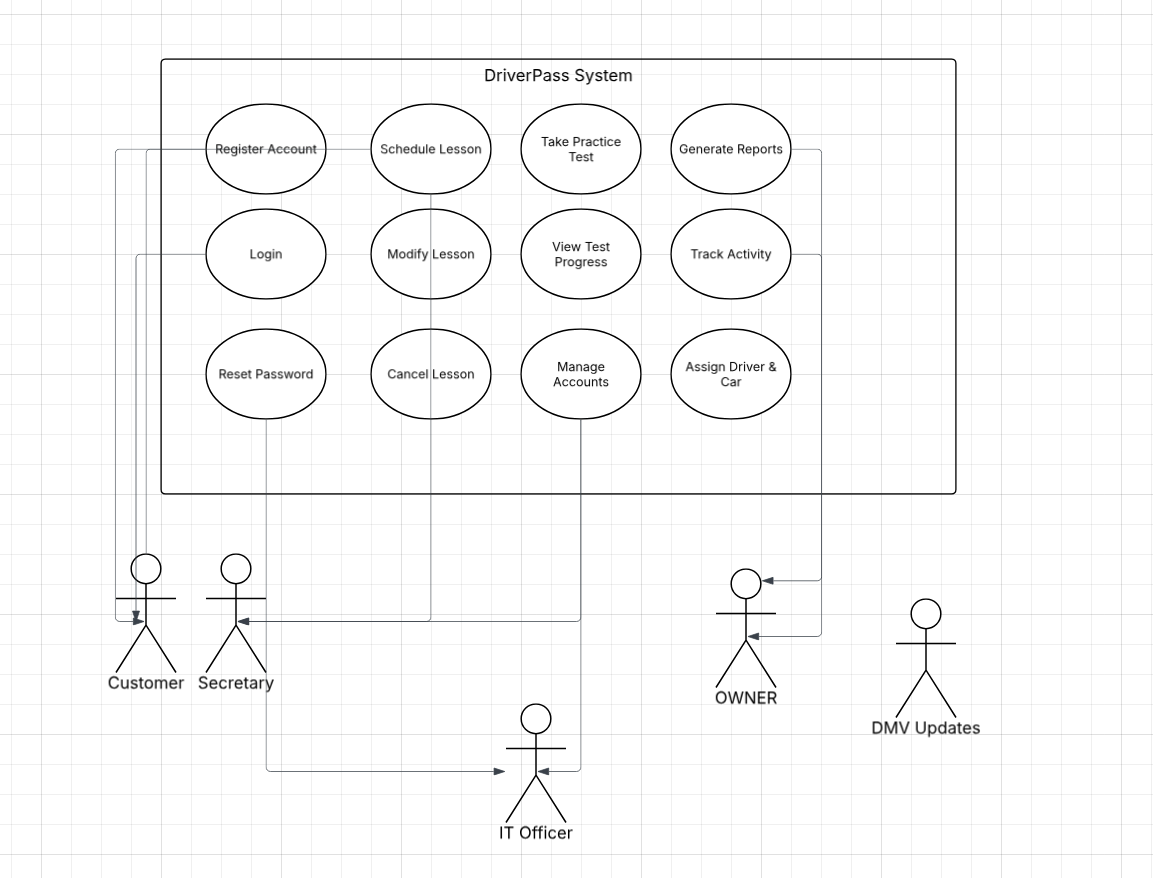 DriverPass System
Register Account
Schedule Lesson
Take Practice
Test
Generate Reports
Login
Modify Lesson
View Test
Progress
Track Activity
Reset Password
Cancel Lesson
Manage
Accounts
Assign Driver &
Car
Customer
Secretary
OWNER
DMV Updates
IT Officer